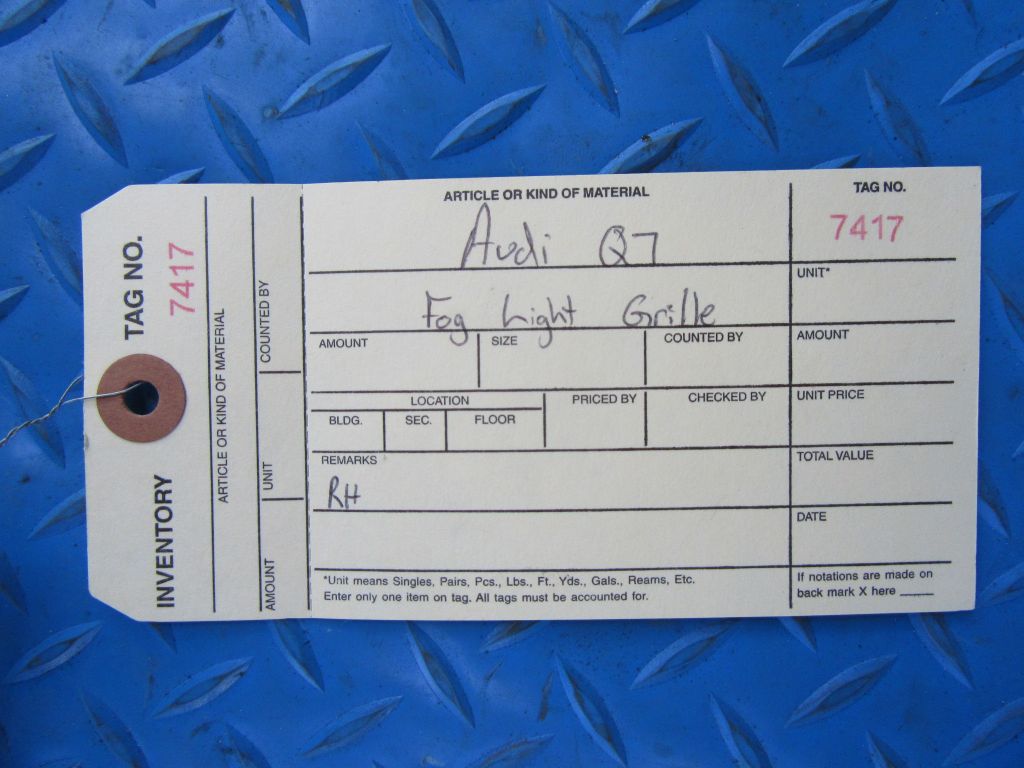 TAG NO.
7417
INVENTORY
ARTICLE OR KIND OF MATERIAL
COUNTED BY
UNIT
AMOUNT
ARTICLE OR KIND OF MATERIAL
Audi Q7
Fog Light Grille
TAG NO.
7417
UNIT*
AMOUNT SIZE COUNTED BY AMOUNT
LOCATION PRICED BY CHECKED BY UNIT PRICE
BLDG. SEC. FLOOR
REMARKS TOTAL VALUE
RH
DATE
*Unit means Singles, Pairs, Pcs., Lbs., Ft., Yds., Gals., Reams, Etc.
Enter only one item on tag. All tags must be accounted for.
If notations are made on
back mark X here ____